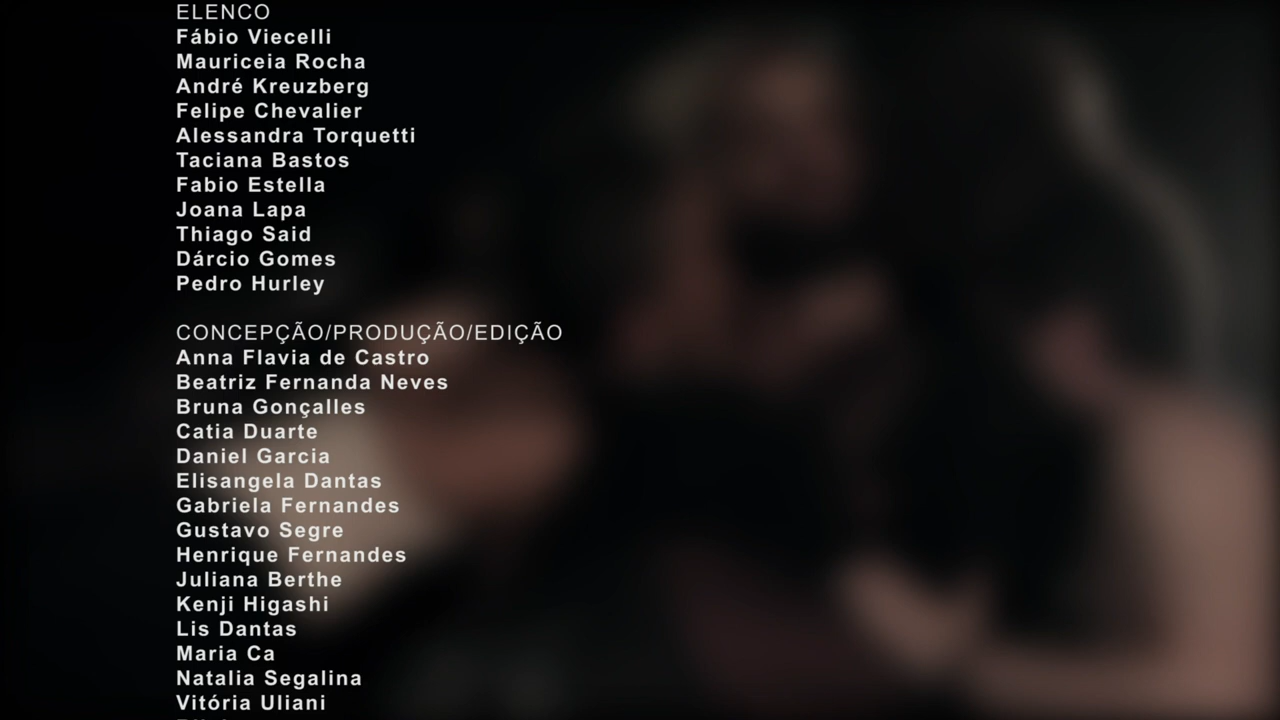 ELENCO
Fábio Viecelli
Mauriceia Rocha
André Kreuzberg
Felipe Chevalier
Alessandra Torquetti
Taciana Bastos
Fabio Estella
Joana Lapa
Thiago Said
Dárcio Gomes
Pedro Hurley
CONCEPÇÃO/PRODUÇÃO/EDIÇÃO
Anna Flavia de Castro
Beatriz Fernanda Neves
Bruna Gonçalles
Catia Duarte
Daniel Garcia
Elisangela Dantas
Gabriela Fernandes
Gustavo Segre
Henrique Fernandes
Juliana Berthe
Kenji Higashi
Lis Dantas
Maria Ca
Natalia Segalina
Vitória Uliani